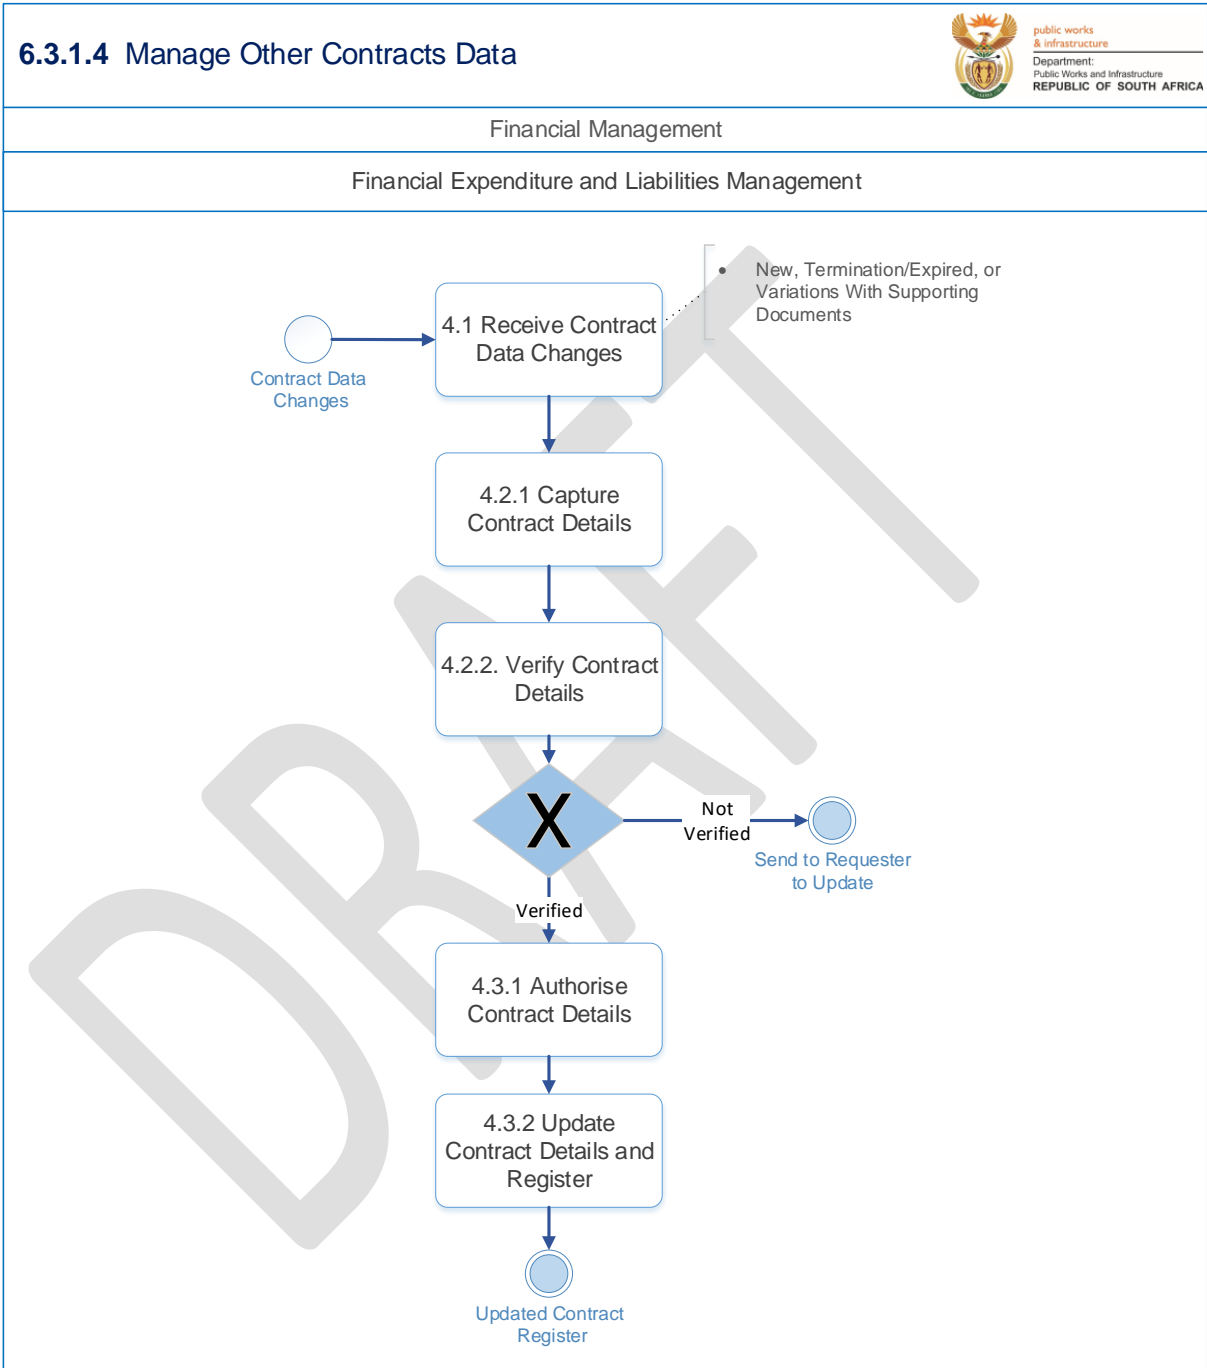 6.3.1.4 Manage Other Contracts Data
public works
& infrastructure
Department:
Public Works and Infrastructure
REPUBLIC OF SOUTH AFRICA
Financial Management
Financial Expenditure and Liabilities Management
• New, Termination/Expired, or
Variations With Supporting
Documents
4.1 Receive Contract
Data Changes
Contract Data
Changes
4.2.1 Capture
Contract Details
4.2.2. Verify Contract
Details
X
Not
Verified
Send to Requester
to Update
Verified
4.3.1 Authorise
Contract Details
4.3.2 Update
Contract Details and
Register
Updated Contract
Register
DRAFT